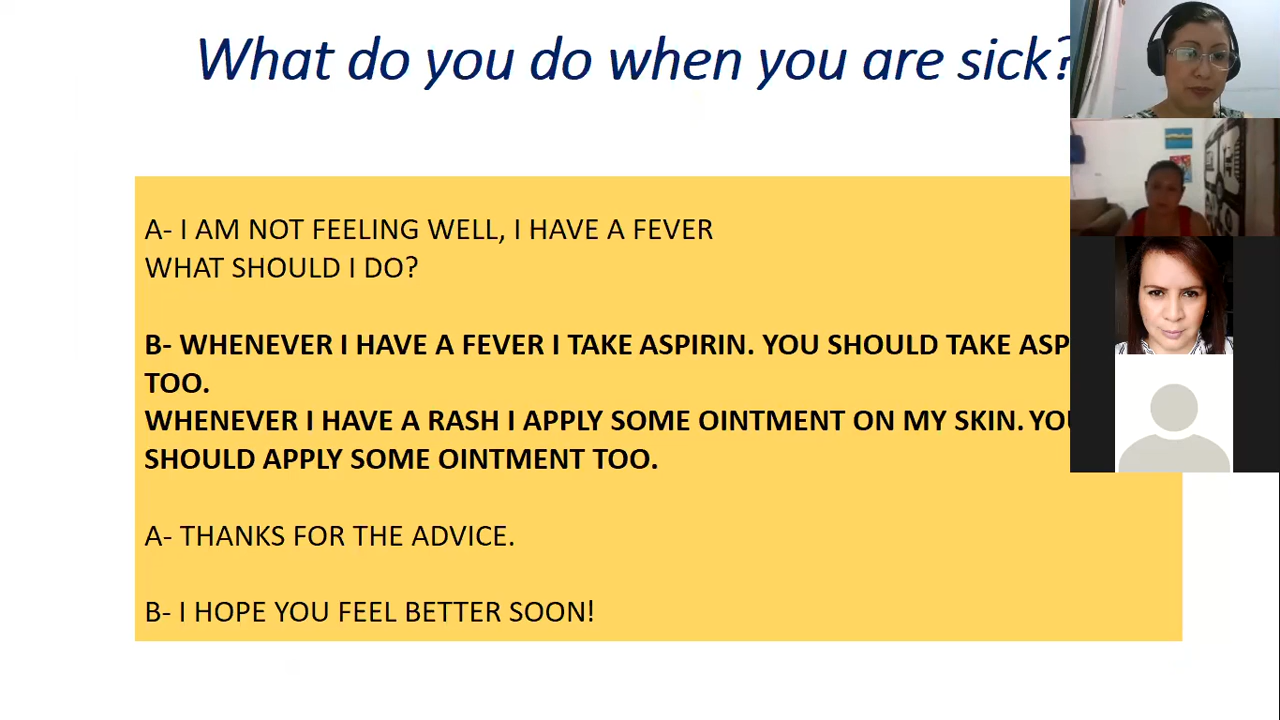 What do you do when you are sick?
A- I AM NOT FEELING WELL, I HAVE A FEVER
WHAT SHOULD I DO?
B- WHENEVER I HAVE A FEVER I TAKE ASPIRIN. YOU SHOULD TAKE
TOO.
WHENEVER I HAVE A RASH I APPLY SOME OINTMENT ON MY SKIN.
SHOULD APPLY SOME OINTMENT TOO.
A- THANKS FOR THE ADVICE.
B- I HOPE YOU FEEL BETTER SOON!